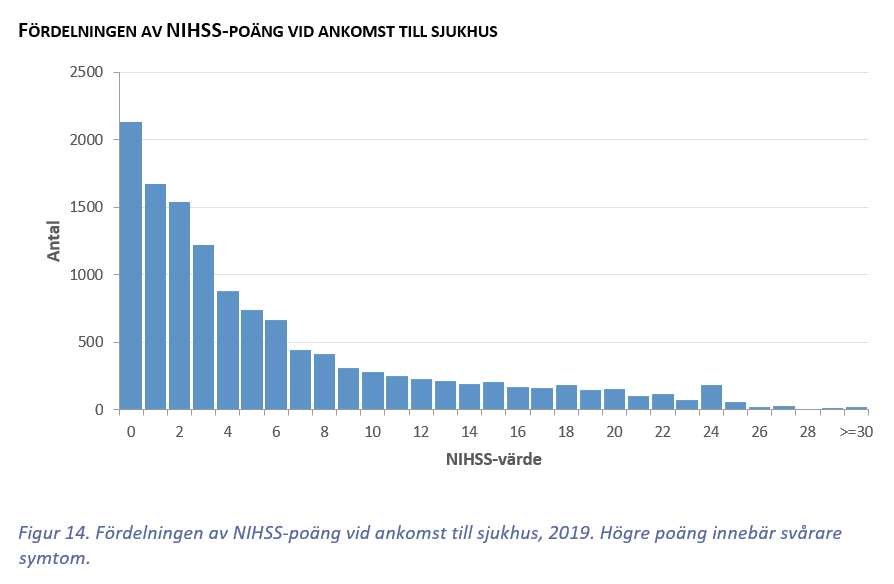 FÖRDELNINGEN AV NIHSS-POÄNG VID ANKOMST TILL SJUKHUS
2500
2000
1500
1000
500
0
Antal
0 2 4 6 8 10 12 14 16 18 20 22 24 26 28 >=30
NIHSS-värde
Figur 14. Fördelningen av NIHSS-poäng vid ankomst till sjukhus, 2019. Högre poäng innebär svårare
symtom.